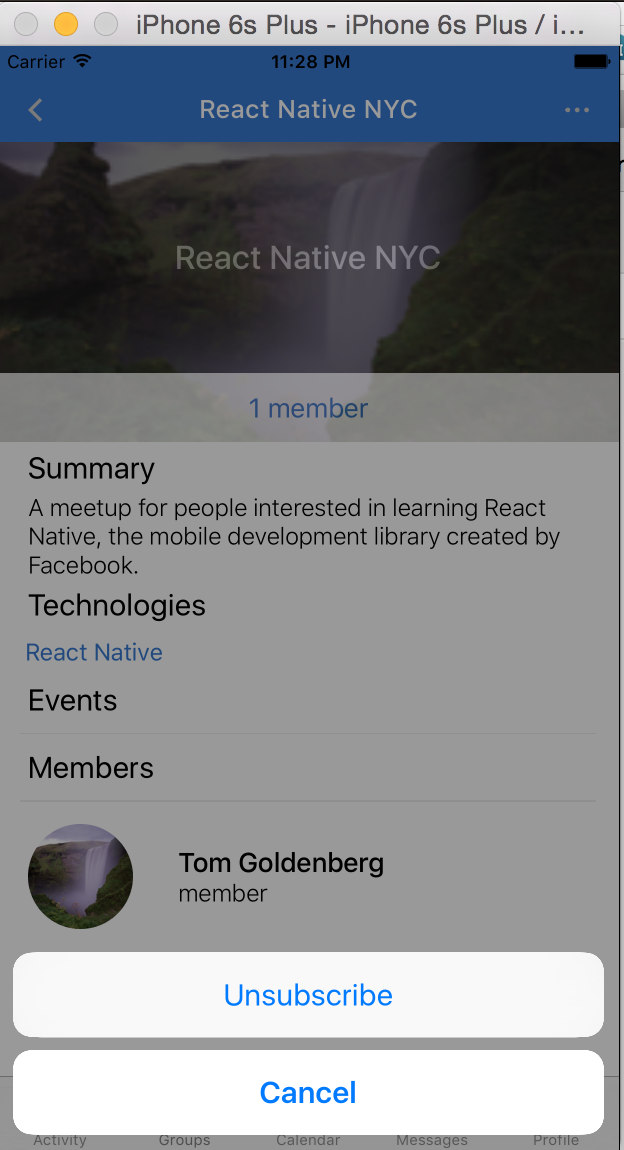 iPhone 6s Plus - iPhone 6s Plus / i...
Carrier 11:28 PM
React Native NYC ...
React Native NYC
1 member
Summary
A meetup for people interested in learning React
Native, the mobile development library created by
Facebook.
Technologies
React Native
Events
Members
Tom Goldenberg
member
Unsubscribe
Cancel
Activity Groups Calendar Messages Profile